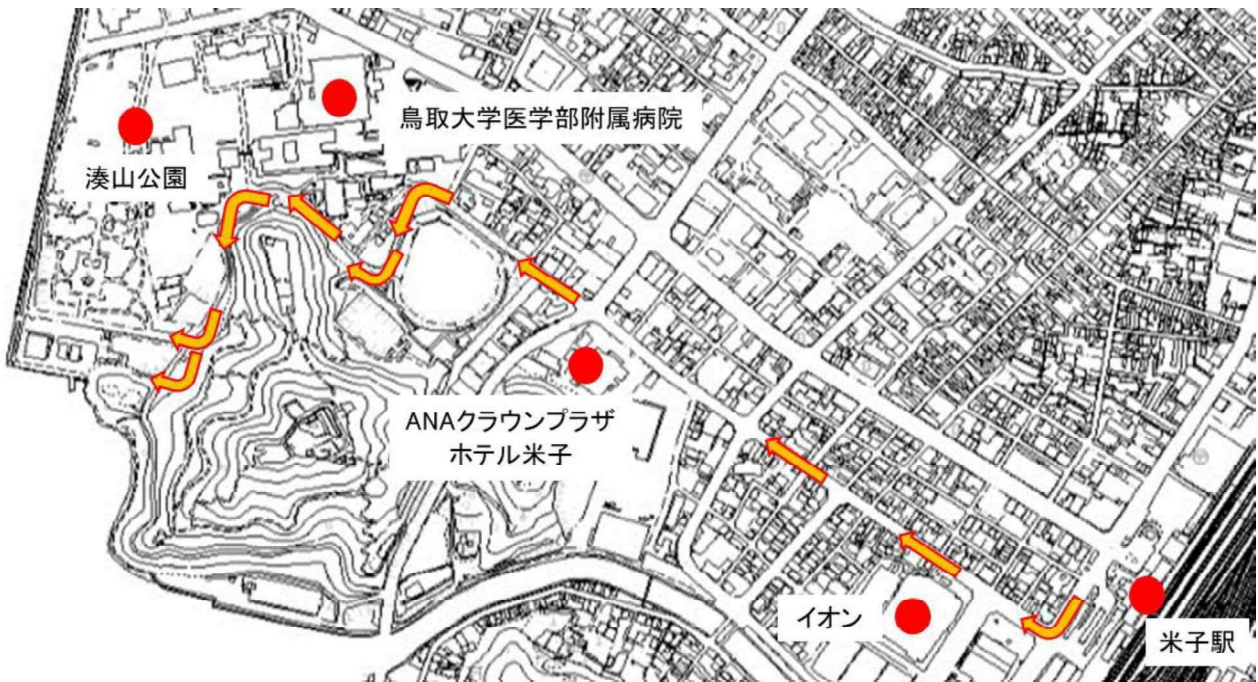 鳥取大学医学部附属病院
湊山公園
ANAクラウンプラザ
ホテル米子
イオン
米子駅